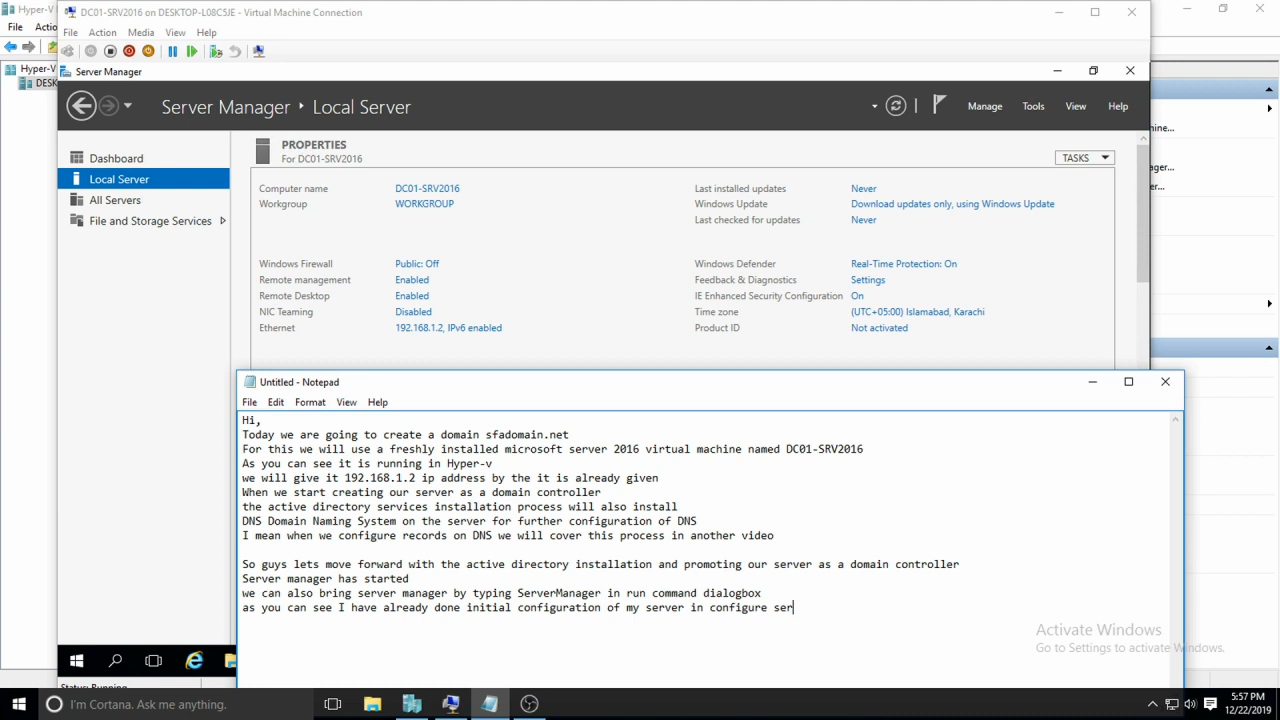 Hyper-V
DC01-SRV2016 on DESKTOP-L08C5JE - Virtual Machine Connection
File Action Media View Help
File Actio
Hyper-V
DESK
Server Manager
Server Manager ‣ Local Server
Manage Tools View Help
Dashboard
Local Server
All Servers
File and Storage Services
PROPERTIES
For DC01-SRV2016
TASKS
Computer name DC01-SRV2016
Workgroup WORKGROUP
Last installed updates Never
Windows Update Download updates only, using Windows Update
Last checked for updates Never
Windows Firewall Public: Off
Remote management Enabled
Remote Desktop Enabled
NIC Teaming Disabled
Ethernet 192.168.1.2, IPv6 enabled
Windows Defender Real-Time Protection: On
Feedback & Diagnostics Settings
IE Enhanced Security Configuration On
Time zone (UTC+05:00) Islamabad, Karachi
Product ID Not activated
hine...
ager...
er...
Untitled - Notepad
File Edit Format View Help
Hi,
Today we are going to create a domain sfadomain.net
For this we will use a freshly installed microsoft server 2016 virtual machine named DC01-SRV2016
As you can see it is running in Hyper-v
we will give it 192.168.1.2 ip address by the it is already given
When we start creating our server as a domain controller
the active directory services installation process will also install
DNS Domain Naming System on the server for further configuration of DNS
I mean when we configure records on DNS we will cover this process in another video
So guys lets move forward with the active directory installation and promoting our server as a domain controller
Server manager has started
we can also bring server manager by typing ServerManager in run command dialogbox
as you can see I have already done initial configuration of my server in configure ser
Activate Windows
Go to Settings to activate Windows.
Status: Running
I'm Cortana. Ask me anything.
5:57 PM
12/22/2019